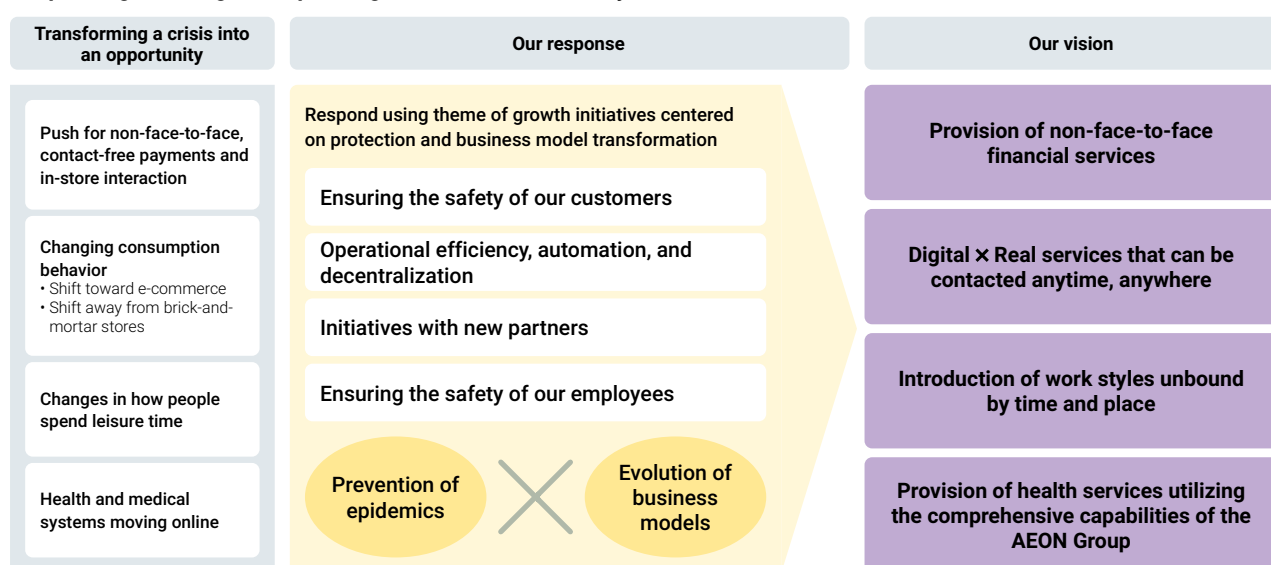 Transforming a crisis into
an opportunity
Our response
Our vision
Push for non-face-to-face,
contact-free payments and
in-store interaction
Changing consumption
behavior
• Shift toward e-commerce
• Shift away from brick-and-
mortar stores
Changes in how people
spend leisure time
Health and medical
systems moving online
Respond using theme of growth initiatives centered
on protection and business model transformation
Ensuring the safety of our customers
Operational efficiency, automation, and
decentralization
Initiatives with new partners
Ensuring the safety of our employees
Prevention of
epidemics
Evolution of
business
models
Provision of non-face-to-face
financial services
Digital × Real services that can be
contacted anytime, anywhere
Introduction of work styles unbound
by time and place
Provision of health services utilizing
the comprehensive capabilities of the
AEON Group